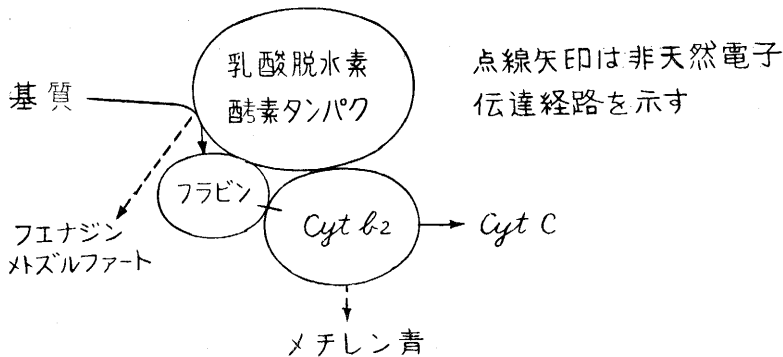 乳酸脱水素
酵素タンパク
点線矢印は非天然電子
伝達経路を示す
基質
フラビン
Cyt b2
Cyt C
フエナジン
メトズルファート
メチレン青